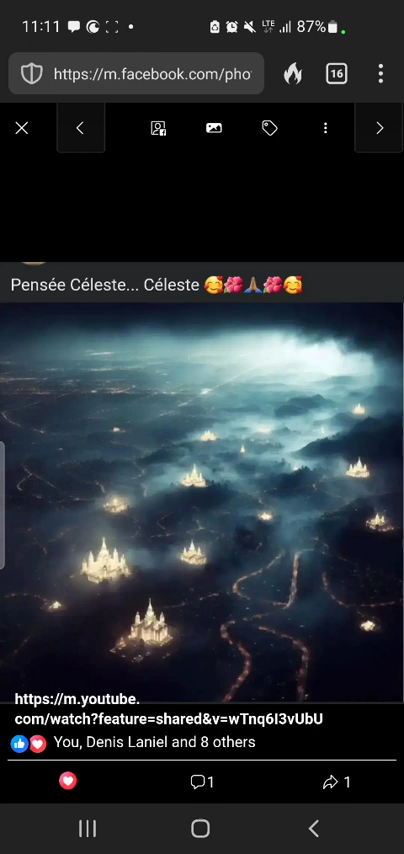 11:11
LTE 87%
https://m.facebook.com/pho
16
Pensée Céleste... Céleste 🥰🌺🙏🏾🌺🥰
https://m.youtube.
com/watch?feature=shared&v=wTnq6I3vUbU
You, Denis Laniel and 8 others
1
1